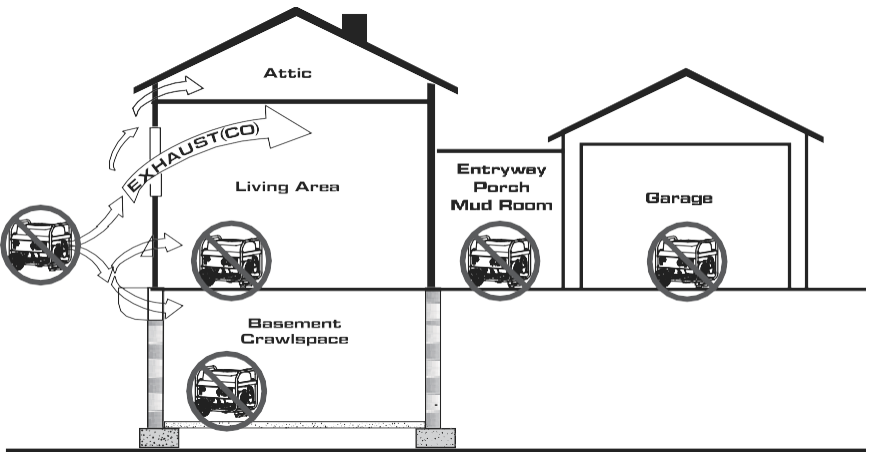 Attic
EXHAUST(CO)
Living Area
Entryway
Porch
Mud Room
Garage
Basement
Crawlspace